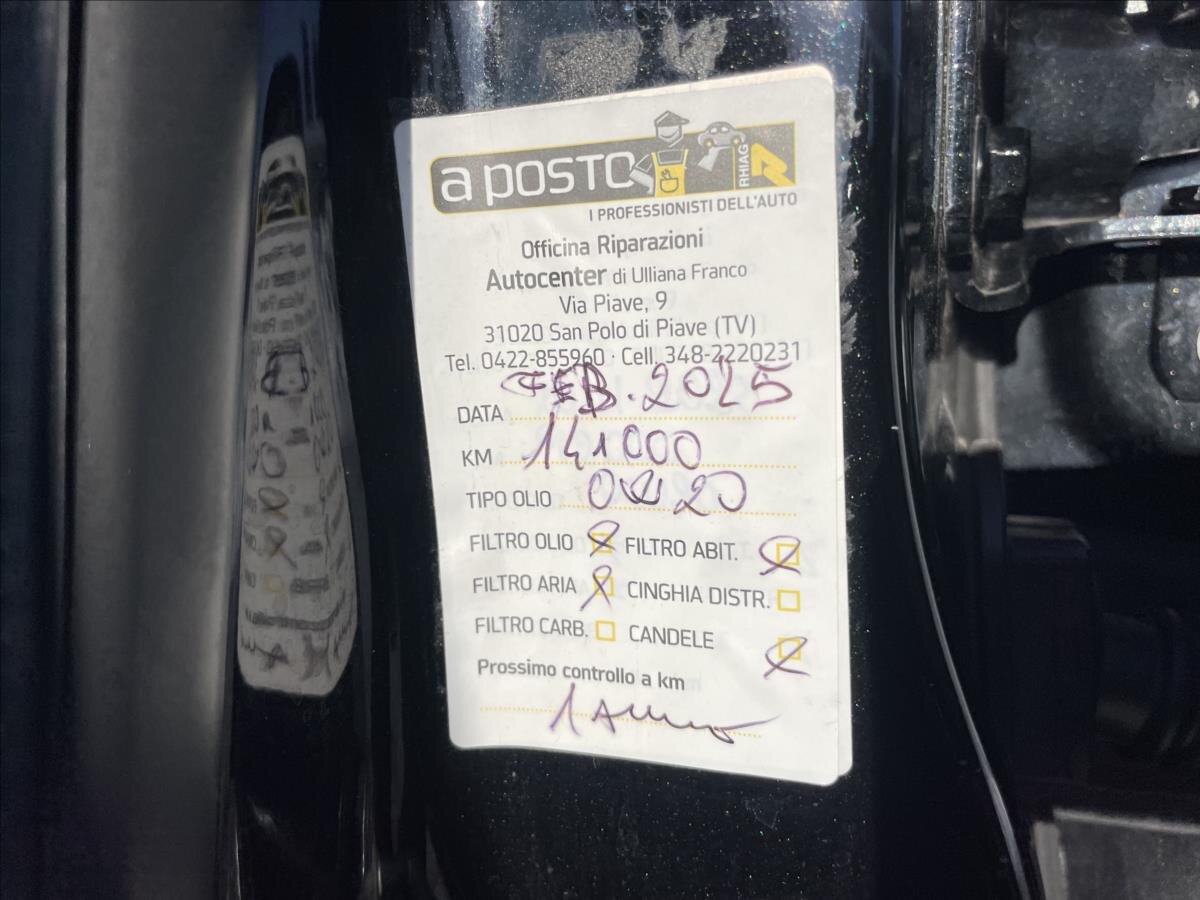 a posto
RHIAG
I PROFESSIONISTI DELL'AUTO
Officina Riparazioni
Autocenter di Ulliana Franco
Via Piave, 9
31020 San Polo di Piave (TV)
Tel. 0422-855960 · Cell. 348-2220231
DATA FEB. 2025
KM 141000
TIPO OLIO 0W20
FILTRO OLIO FILTRO ABIT.
FILTRO ARIA CINGHIA DISTR.
FILTRO CARB. CANDELE
Prossimo controllo a km
1 ANNO